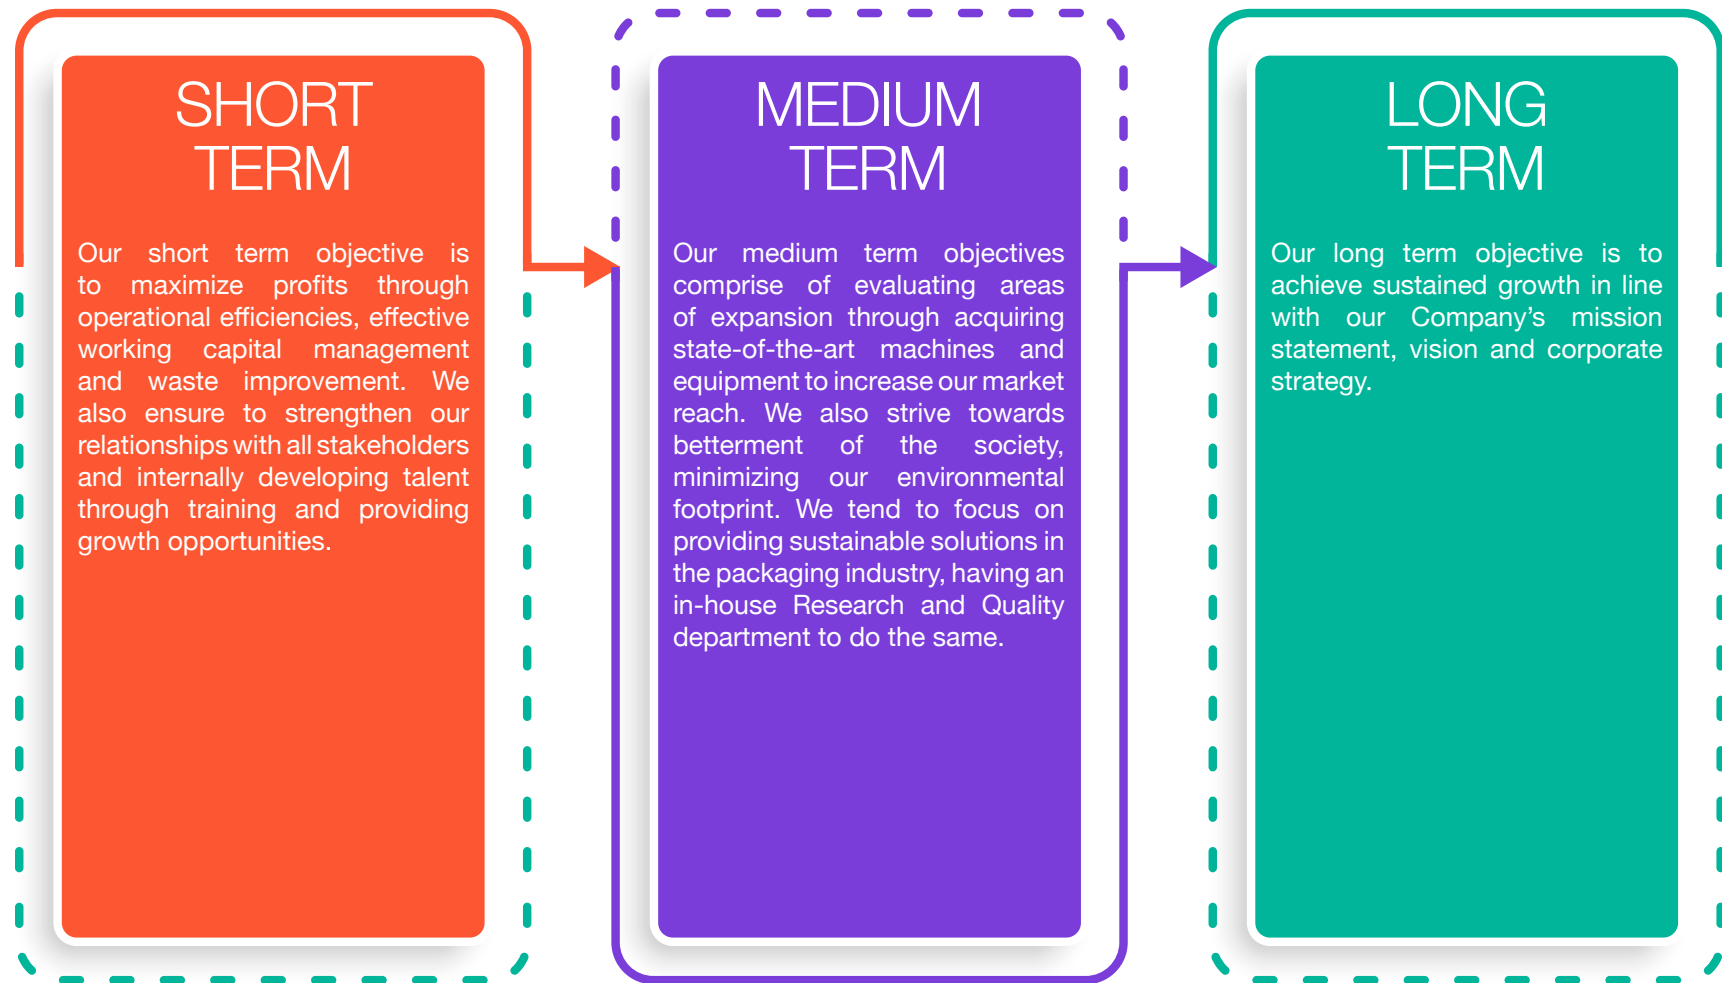 SHORT
TERM
Our short term objective is
to maximize profits through
operational efficiencies, effective
working capital management
and waste improvement. We
also ensure to strengthen our
relationships with all stakeholders
and internally developing talent
through training and providing
growth opportunities.
MEDIUM
TERM
Our medium term objectives
comprise of evaluating areas
of expansion through acquiring
state-of-the-art machines and
equipment to increase our market
reach. We also strive towards
betterment of the society,
minimizing our environmental
footprint. We tend to focus on
providing sustainable solutions in
the packaging industry, having an
in-house Research and Quality
department to do the same.
LONG
TERM
Our long term objective is to
achieve sustained growth in line
with our Company’s mission
statement, vision and corporate
strategy.